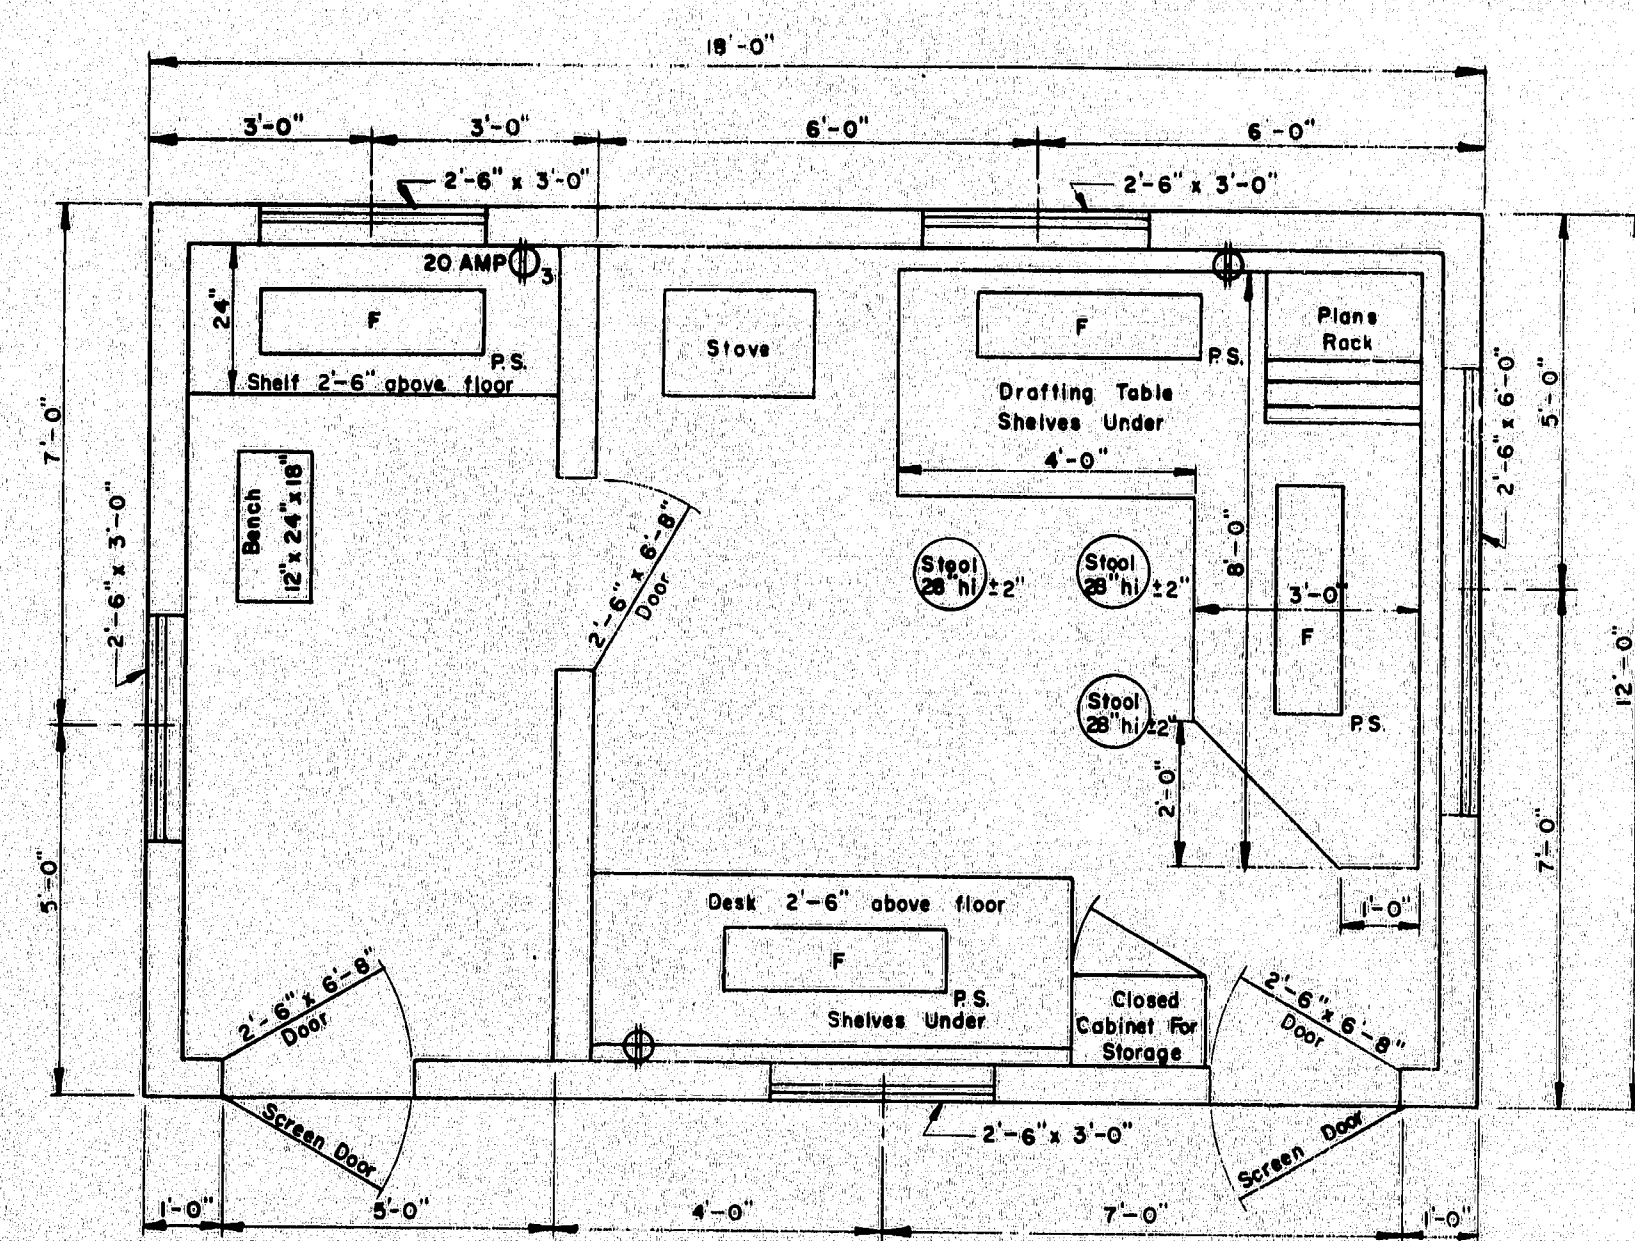 18'-0"
3'-0"
3'-0"
6'-0"
6'-0"
2'-6" x 3'-0"
2'-6" x 3'-0"
20 AMP
3
24"
F
P.S.
Shelf 2'-6" above floor
Stove
F
P.S.
Drafting Table
Shelves Under
4'-0"
Plans
Rack
2'-6" x 6'-0"
5'-0"
7'-0"
2'-6" x 3'-0"
Bench
12" x 24" x 18"
2'-6" x 6'-8"
Door
Stool
28" hi ±2"
Stool
28" hi ±2"
8'-0"
3'-0"
F
P.S.
Stool
28" hi ±2"
2'-0"
12'-0"
7'-0"
5'-0"
1'-0"
Desk 2'-6" above floor
F
P.S.
Shelves Under
Closed
Cabinet For
Storage
2'-6" x 6'-8"
Door
2'-6" x 6'-8"
Door
Screen Door
Screen Door
2'-6" x 3'-0"
1'-0"
5'-0"
4'-0"
7'-0"
1'-0"